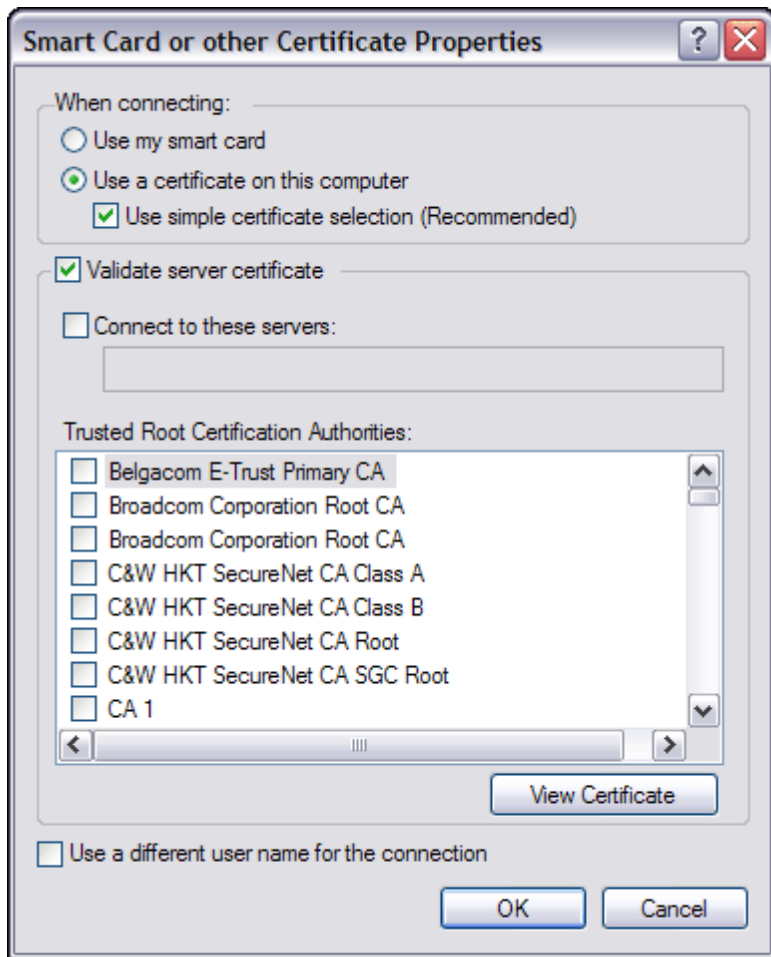 Smart Card or other Certificate Properties
When connecting:
Use my smart card
Use a certificate on this computer
Use simple certificate selection (Recommended)
Validate server certificate
Connect to these servers:
Trusted Root Certification Authorities:
Belgacom E-Trust Primary CA
Broadcom Corporation Root CA
Broadcom Corporation Root CA
C&W HKT SecureNet CA Class A
C&W HKT SecureNet CA Class B
C&W HKT SecureNet CA Root
C&W HKT SecureNet CA SGC Root
CA 1
View Certificate
Use a different user name for the connection
OK Cancel